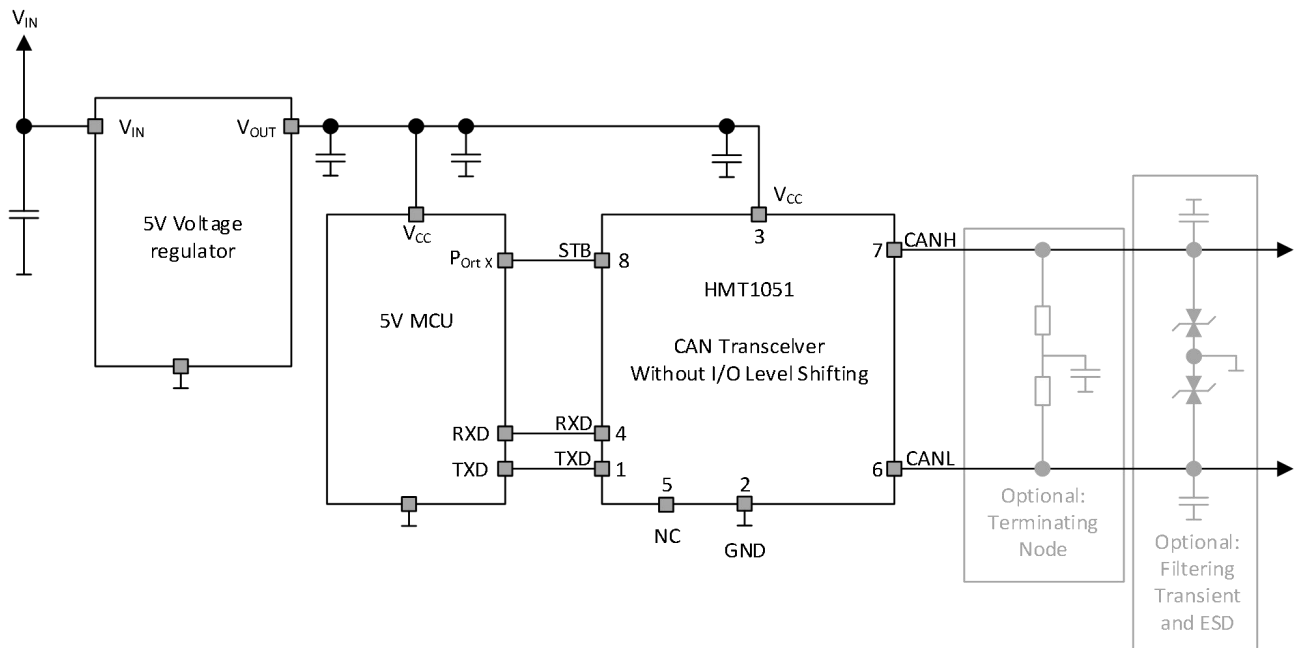 VIN
VIN
VOUT
5V Voltage
regulator
VCC
POrt X
5V MCU
RXD
TXD
STB
8
VCC
3
HMT1051
CAN Transcelver
Without I/O Level Shifting
RXD
4
TXD
1
5
NC
2
GND
7
CANH
6
CANL
Optional:
Terminating
Node
Optional:
Filtering
Transient
and ESD